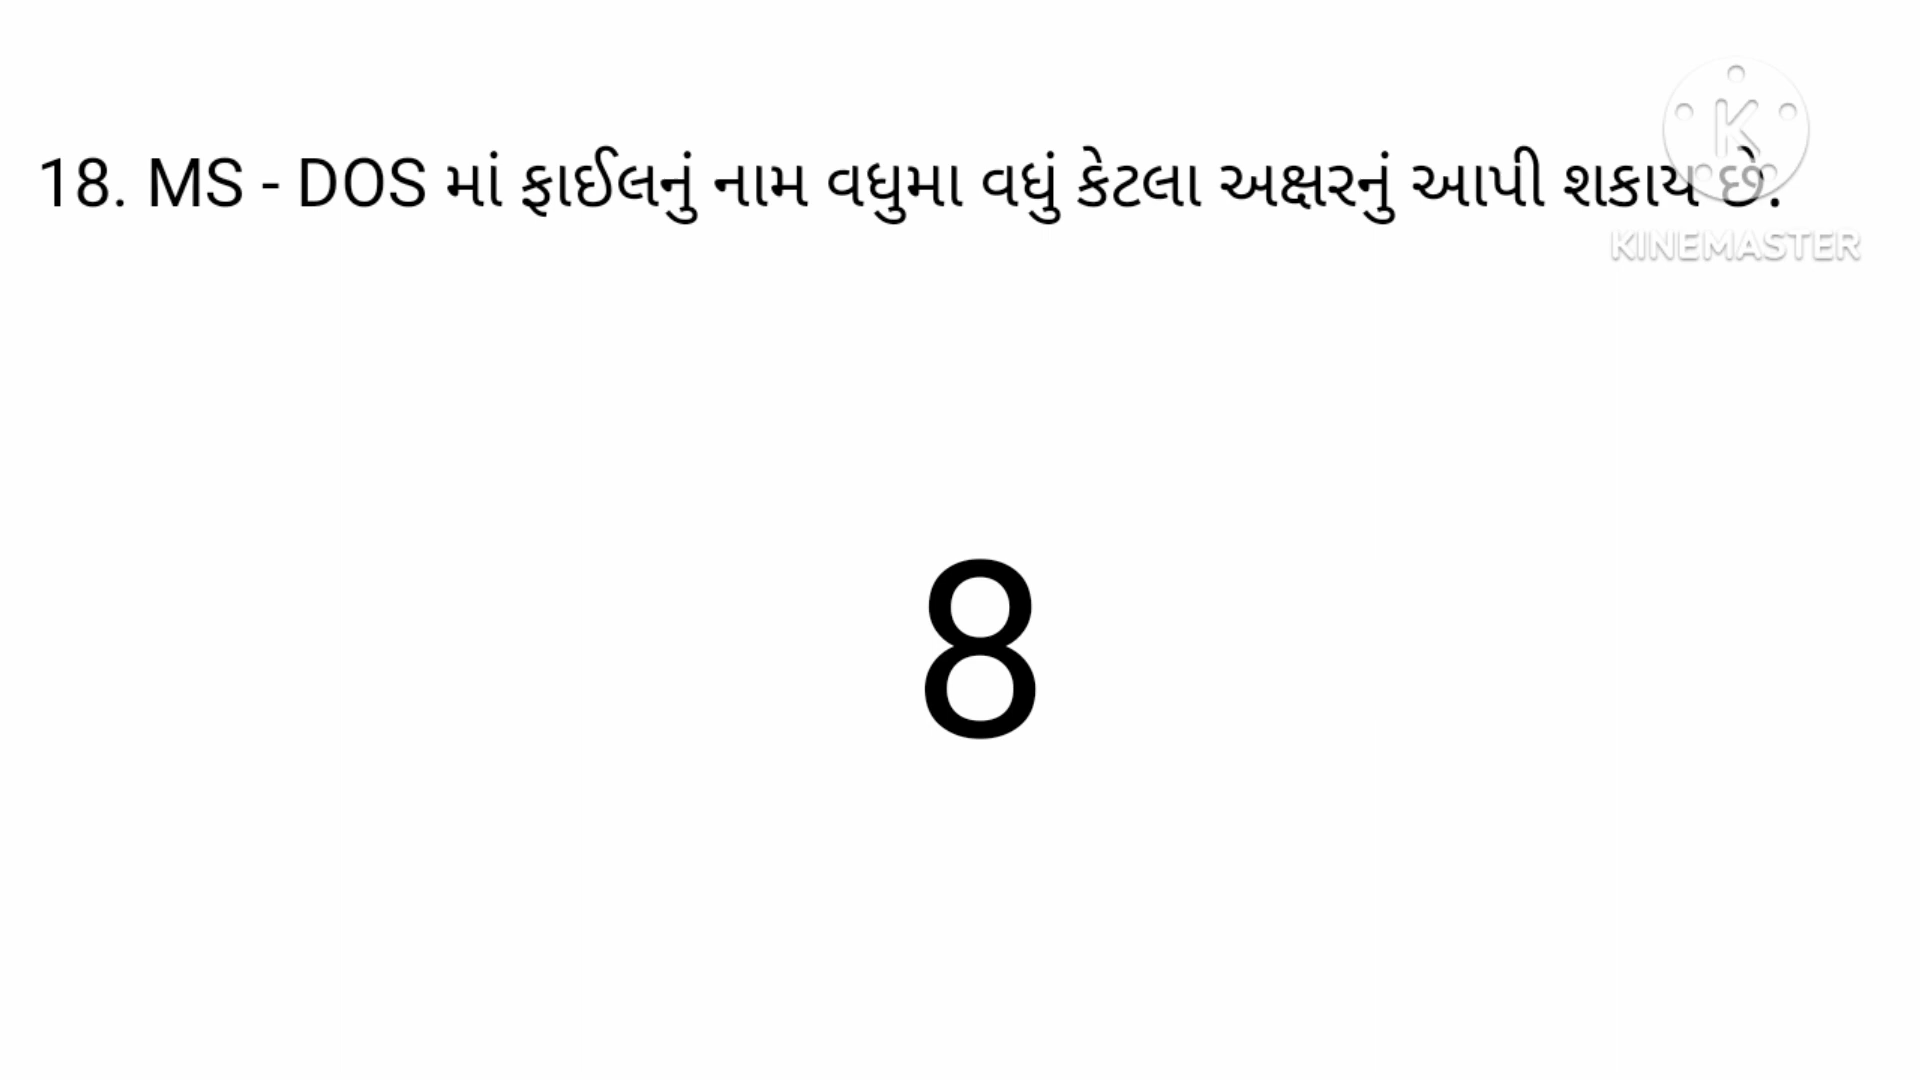 18. MS - DOS માં ફાઈલનું નામ વધુમા વધું કેટલા અક્ષરનું આપી શકાય છે.
K
KINEMASTER
8